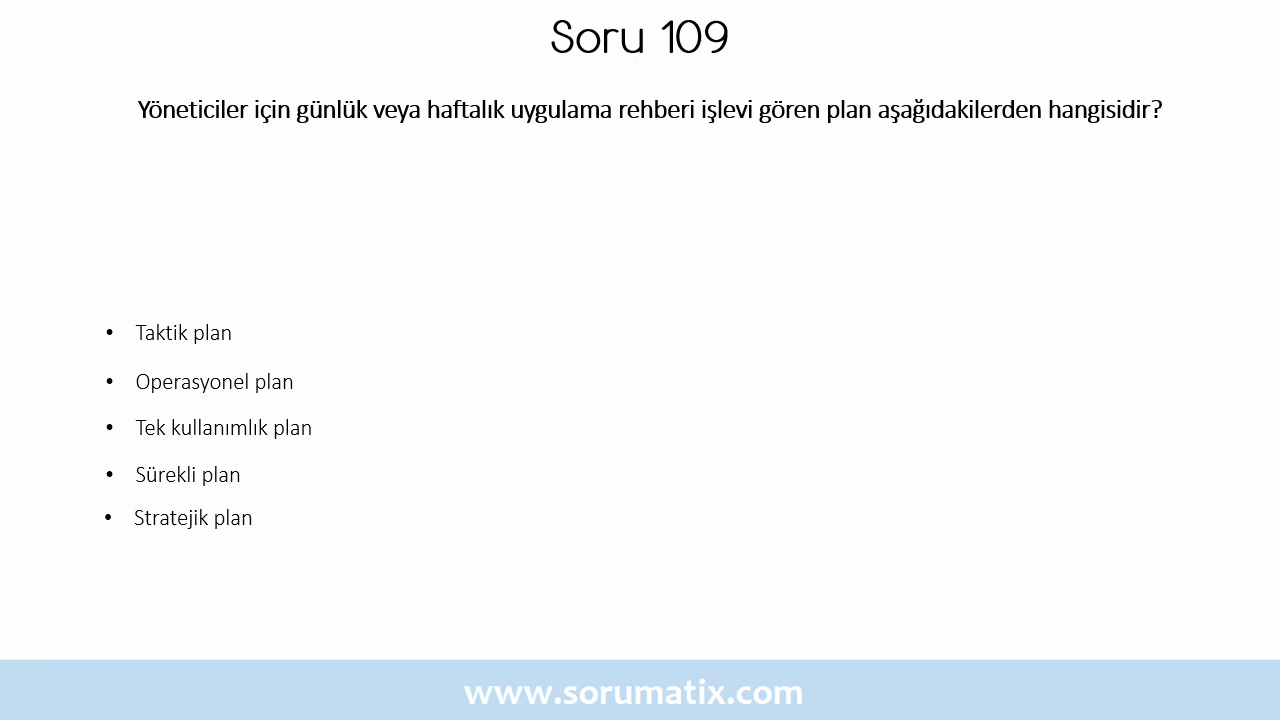 Soru 109
Yöneticiler için günlük veya haftalık uygulama rehberi işlevi gören plan aşağıdakilerden hangisidir?
• Taktik plan
• Operasyonel plan
• Tek kullanımlık plan
• Sürekli plan
• Stratejik plan
www.sorumatix.com